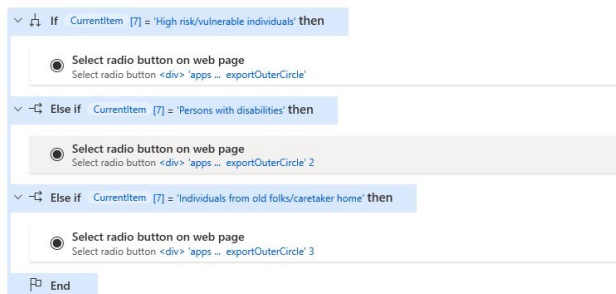 If CurrentItem [7] = 'High risk/vulnerable individuals' then
Select radio button on web page
Select radio button <div> 'apps ... exportOuterCircle'
Else if CurrentItem [7] = 'Persons with disabilities' then
Select radio button on web page
Select radio button <div> 'apps ... exportOuterCircle' 2
Else if CurrentItem [7] = 'Individuals from old folks/caretaker home' then
Select radio button on web page
Select radio button <div> 'apps ... exportOuterCircle' 3
End